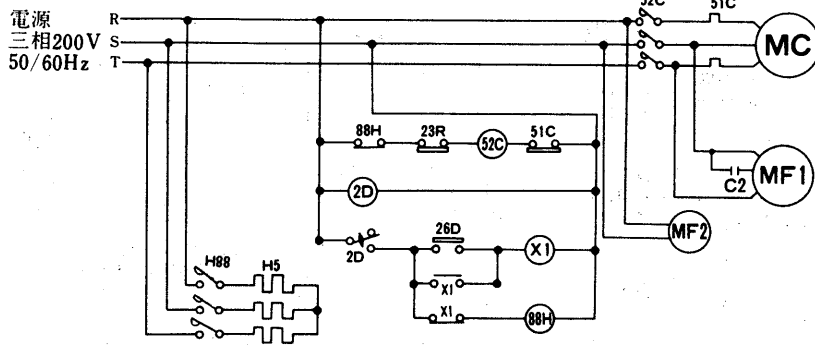 電源
三相200V
50/60Hz
R
S
T
52C
51C
MC
88H
23R
52C
51C
C2
MF1
2D
MF2
26D
2D
X1
X1
X1
88H
H88
H5